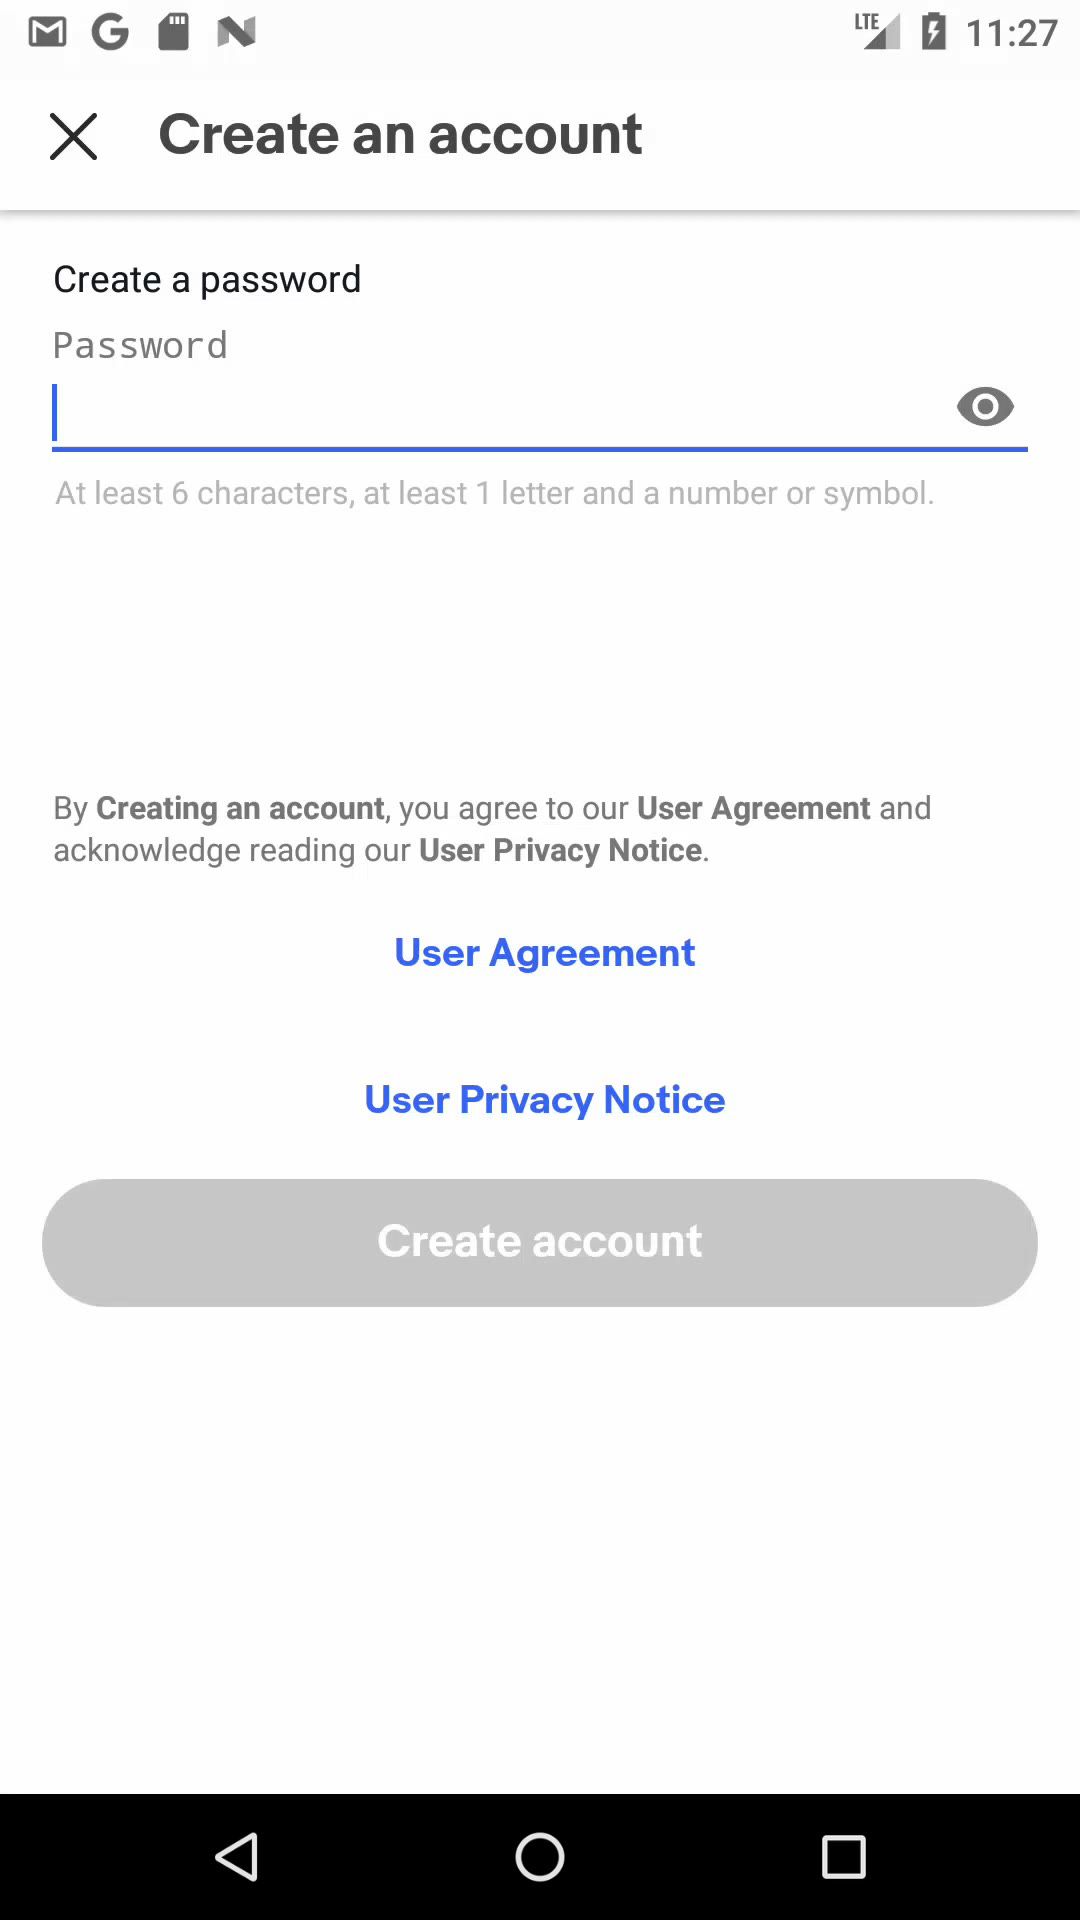 LTE 11:27
Create an account
Create a password
Password
At least 6 characters, at least 1 letter and a number or symbol.
By Creating an account, you agree to our User Agreement and
acknowledge reading our User Privacy Notice.
User Agreement
User Privacy Notice
Create account